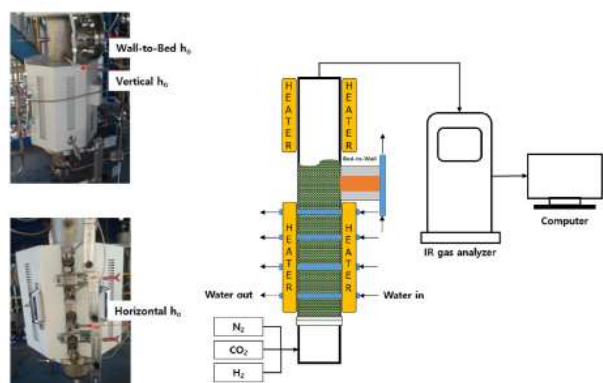 Wall-to-Bed h₀
Vertical h₀
Horizontal h₀
HEATER
HEATER
Bed-to-Wall
HEATER
HEATER
Water out
Water in
N₂
CO₂
H₂
IR gas analyzer
Computer